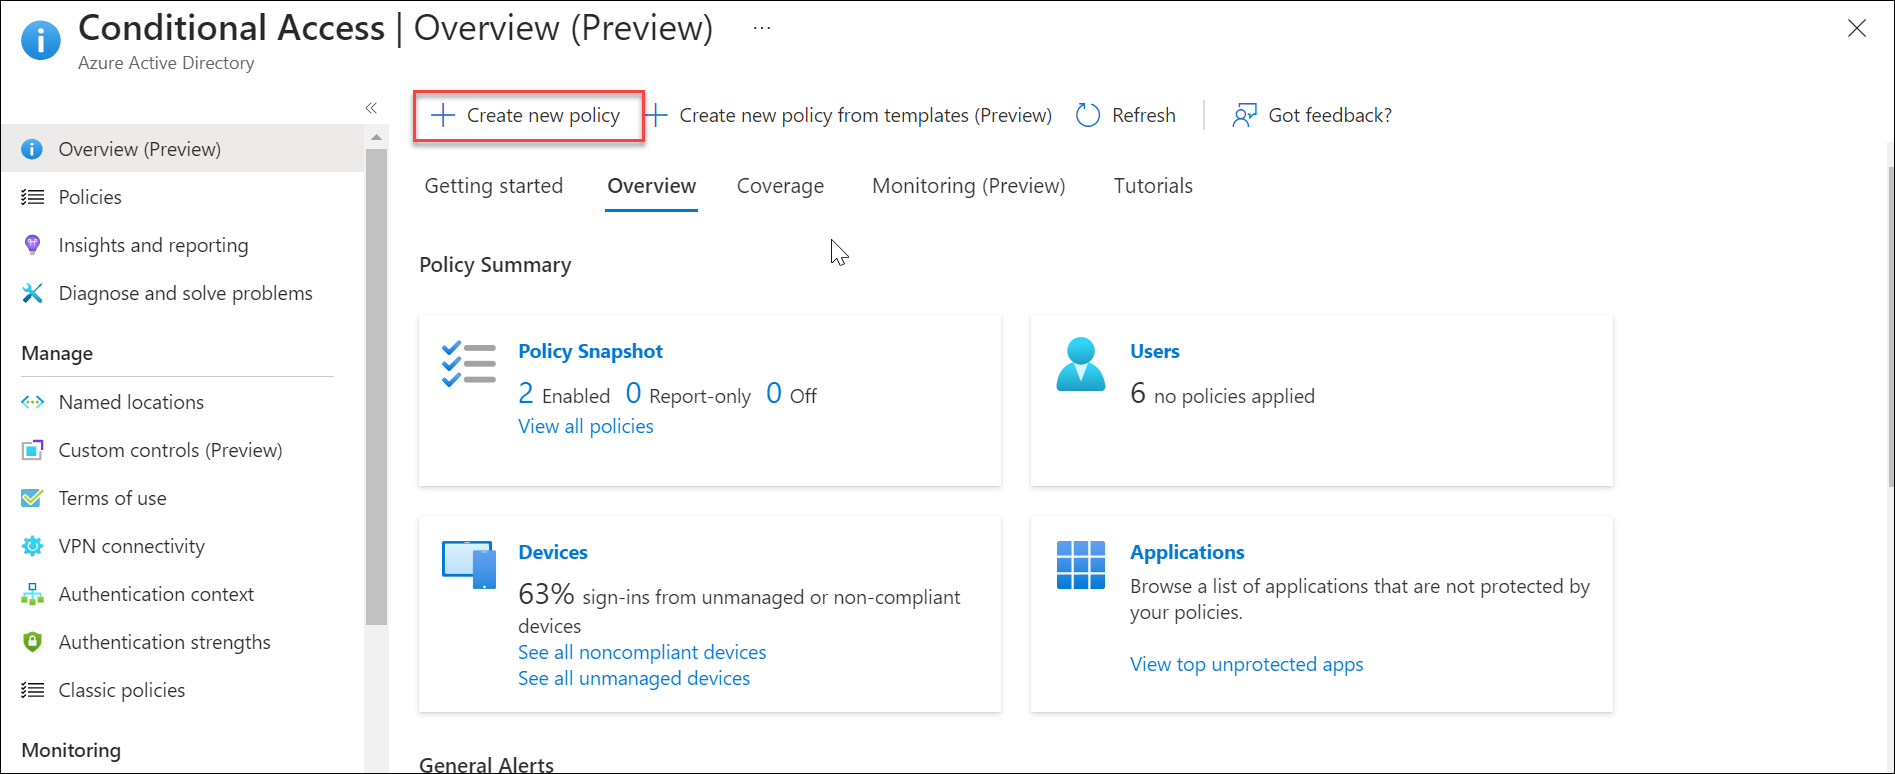 Conditional Access | Overview (Preview) ...
Azure Active Directory
Create new policy
Create new policy from templates (Preview)
Refresh
Got feedback?
Overview (Preview)
Policies
Insights and reporting
Diagnose and solve problems
Manage
Named locations
Custom controls (Preview)
Terms of use
VPN connectivity
Authentication context
Authentication strengths
Classic policies
Monitoring
Getting started
Overview
Coverage
Monitoring (Preview)
Tutorials
Policy Summary
Policy Snapshot
2 Enabled 0 Report-only 0 Off
View all policies
Users
6 no policies applied
Devices
63% sign-ins from unmanaged or non-compliant
devices
See all noncompliant devices
See all unmanaged devices
Applications
Browse a list of applications that are not protected by
your policies.
View top unprotected apps
General Alerts